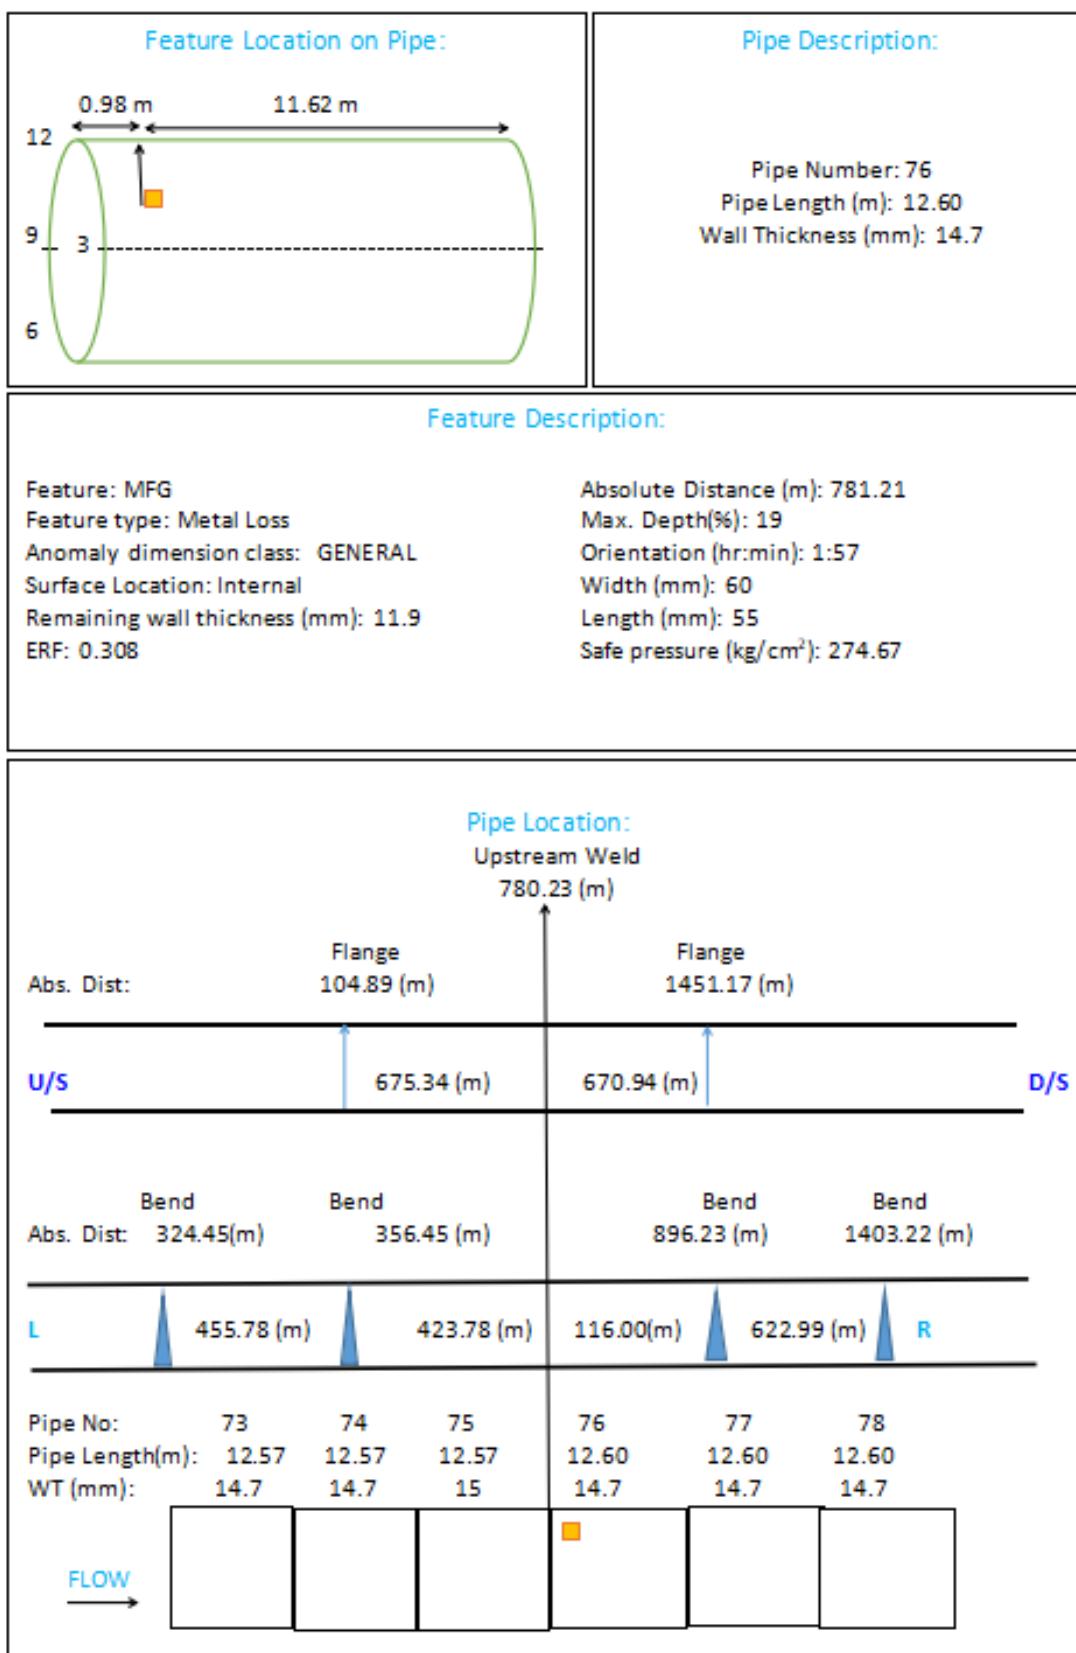 Feature Location on Pipe:
0.98 m 11.62 m
12
9 3
6
Pipe Description:
Pipe Number: 76
Pipe Length (m): 12.60
Wall Thickness (mm): 14.7
Feature Description:
Feature: MFG
Feature type: Metal Loss
Anomaly dimension class: GENERAL
Surface Location: Internal
Remaining wall thickness (mm): 11.9
ERF: 0.308
Absolute Distance (m): 781.21
Max. Depth(%): 19
Orientation (hr:min): 1:57
Width (mm): 60
Length (mm): 55
Safe pressure (kg/cm²): 274.67
Pipe Location:
Upstream Weld
780.23 (m)
Flange Flange
Abs. Dist: 104.89 (m) 1451.17 (m)
U/S 675.34 (m) 670.94 (m) D/S
Bend Bend Bend Bend
Abs. Dist: 324.45(m) 356.45 (m) 896.23 (m) 1403.22 (m)
L 455.78 (m) 423.78 (m) 116.00(m) 622.99 (m) R
Pipe No: 73 74 75 76 77 78
Pipe Length(m): 12.57 12.57 12.57 12.60 12.60 12.60
WT (mm): 14.7 14.7 15 14.7 14.7 14.7
FLOW